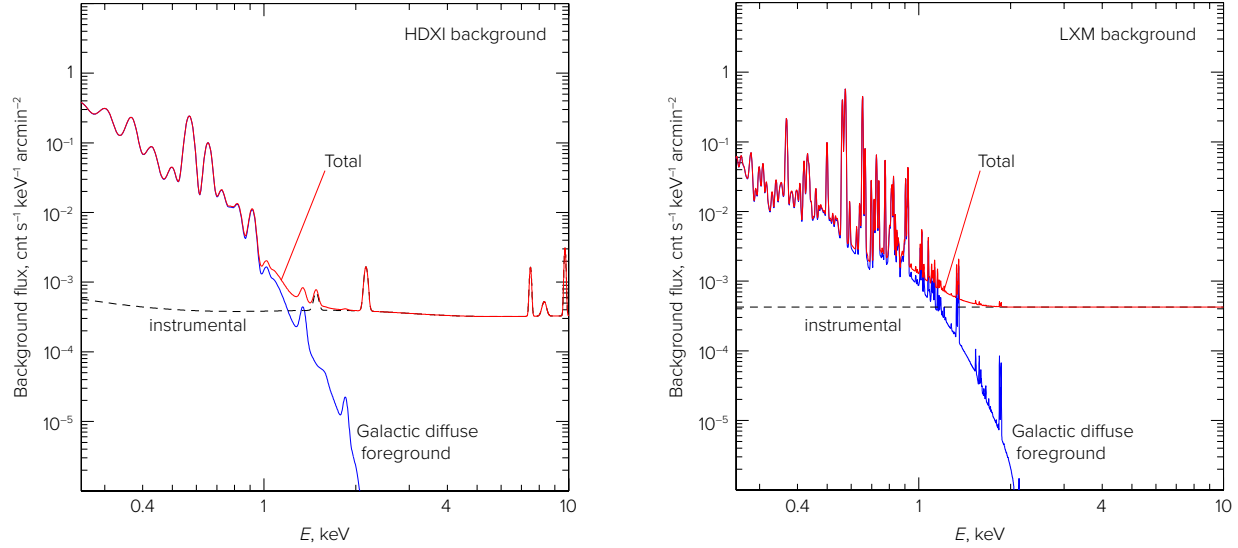 HDXI background
1
10⁻¹
10⁻²
10⁻³
10⁻⁴
10⁻⁵
Background flux, cnt s⁻¹ keV⁻¹ arcmin⁻²
Total
instrumental
Galactic diffuse
foreground
0.4
1
2
4
10
E, keV
LXM background
1
10⁻¹
10⁻²
10⁻³
10⁻⁴
10⁻⁵
Background flux, cnt s⁻¹ keV⁻¹ arcmin⁻²
Total
instrumental
Galactic diffuse
foreground
0.4
1
2
4
10
E, keV